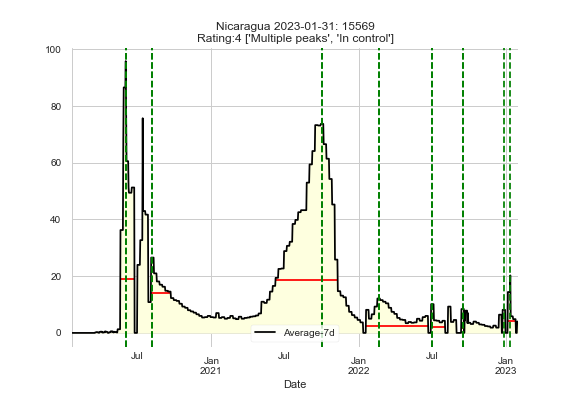 Nicaragua 2023-01-31: 15569
Rating:4 ['Multiple peaks', 'In control']
100
80
60
40
20
0
Average-7d
Jul
Jan
2021
Jul
Jan
2022
Jul
Jan
2023
Date